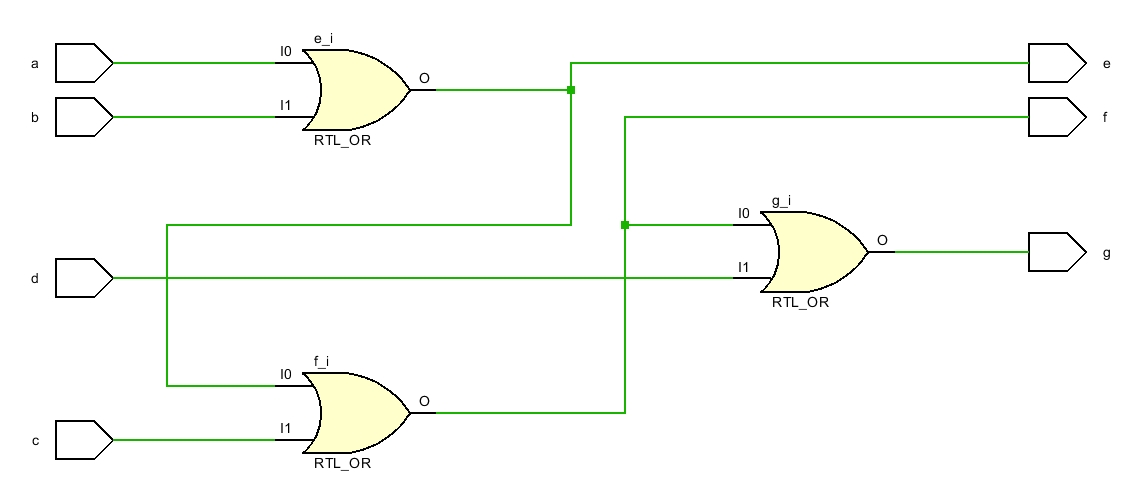 a
b
I0
I1
e_i
O
RTL_OR
e
f
d
g_i
I0
I1
O
RTL_OR
g
c
f_i
I0
I1
O
RTL_OR